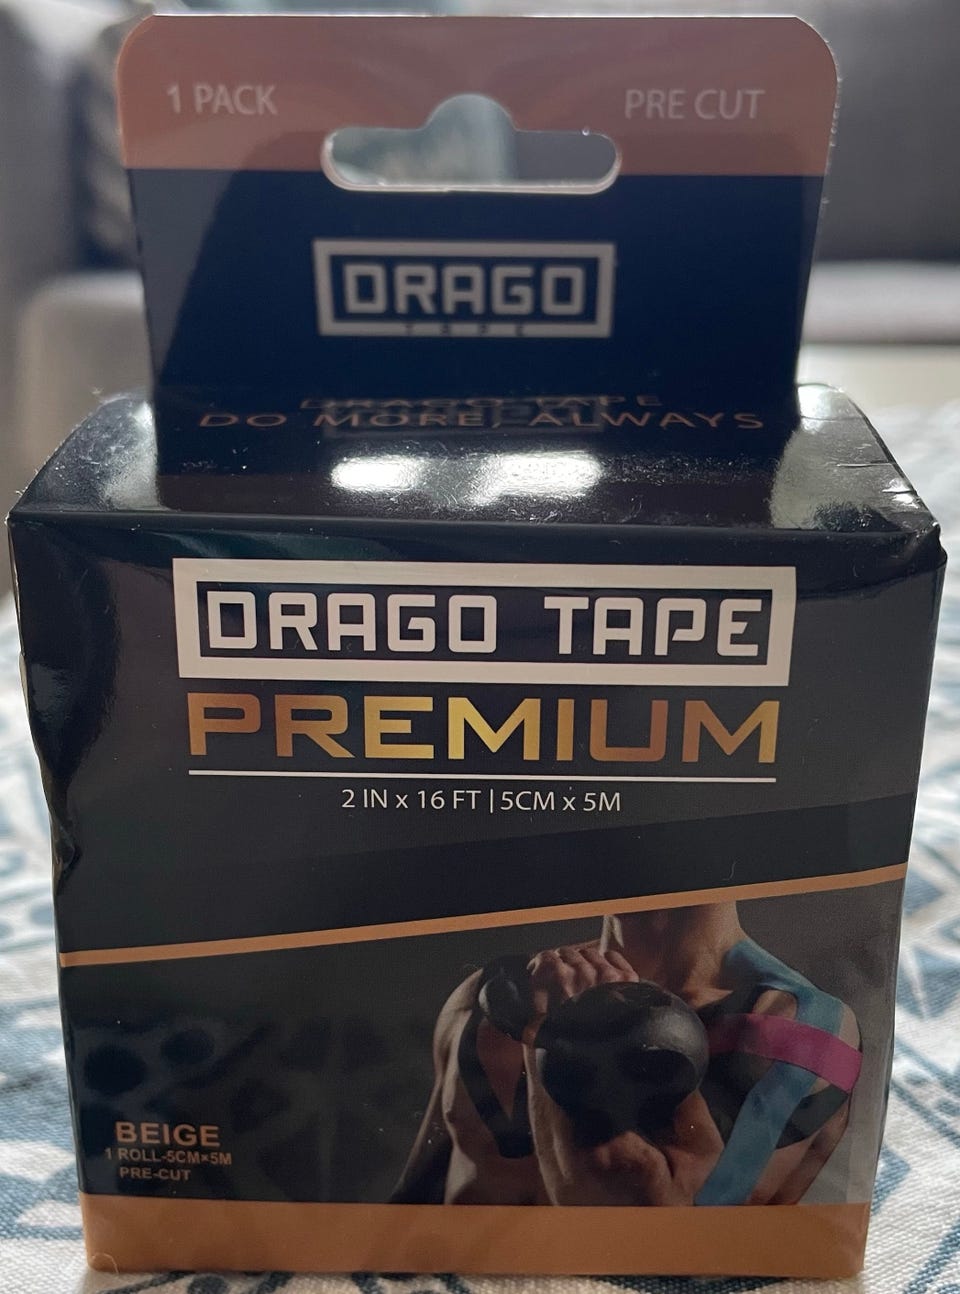 1 PACK
PRE CUT
DRAGO
TAPE
DRAGO TAPE
DO MORE, ALWAYS
DRAGO TAPE
PREMIUM
2 IN x 16 FT | 5CM x 5M
BEIGE
1 ROLL-5CM×5M
PRE-CUT